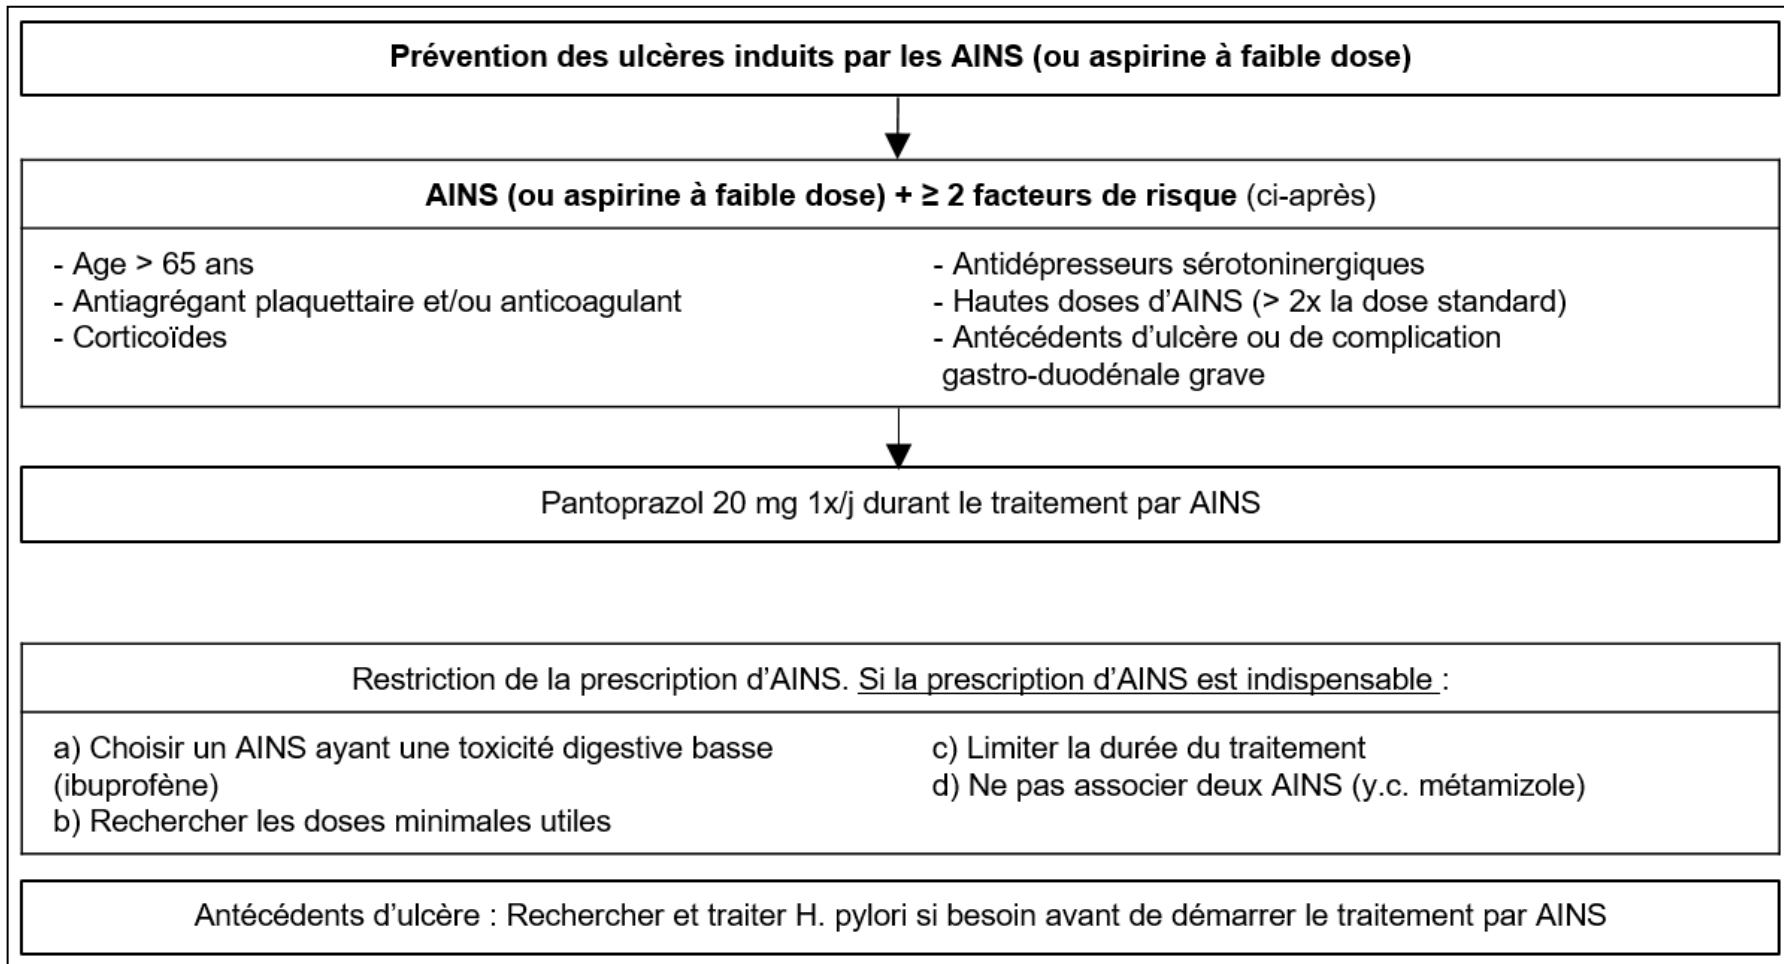 Prévention des ulcères induits par les AINS (ou aspirine à faible dose)
AINS (ou aspirine à faible dose) + ≥ 2 facteurs de risque (ci-après)
- Age > 65 ans
- Antiagrégant plaquettaire et/ou anticoagulant
- Corticoïdes
- Antidépresseurs sérotoninergiques
- Hautes doses d’AINS (> 2x la dose standard)
- Antécédents d’ulcère ou de complication
gastro-duodénale grave
Pantoprazol 20 mg 1x/j durant le traitement par AINS
Restriction de la prescription d’AINS. Si la prescription d’AINS est indispensable :
a) Choisir un AINS ayant une toxicité digestive basse
(ibuprofène)
b) Rechercher les doses minimales utiles
c) Limiter la durée du traitement
d) Ne pas associer deux AINS (y.c. métamizole)
Antécédents d’ulcère : Rechercher et traiter H. pylori si besoin avant de démarrer le traitement par AINS